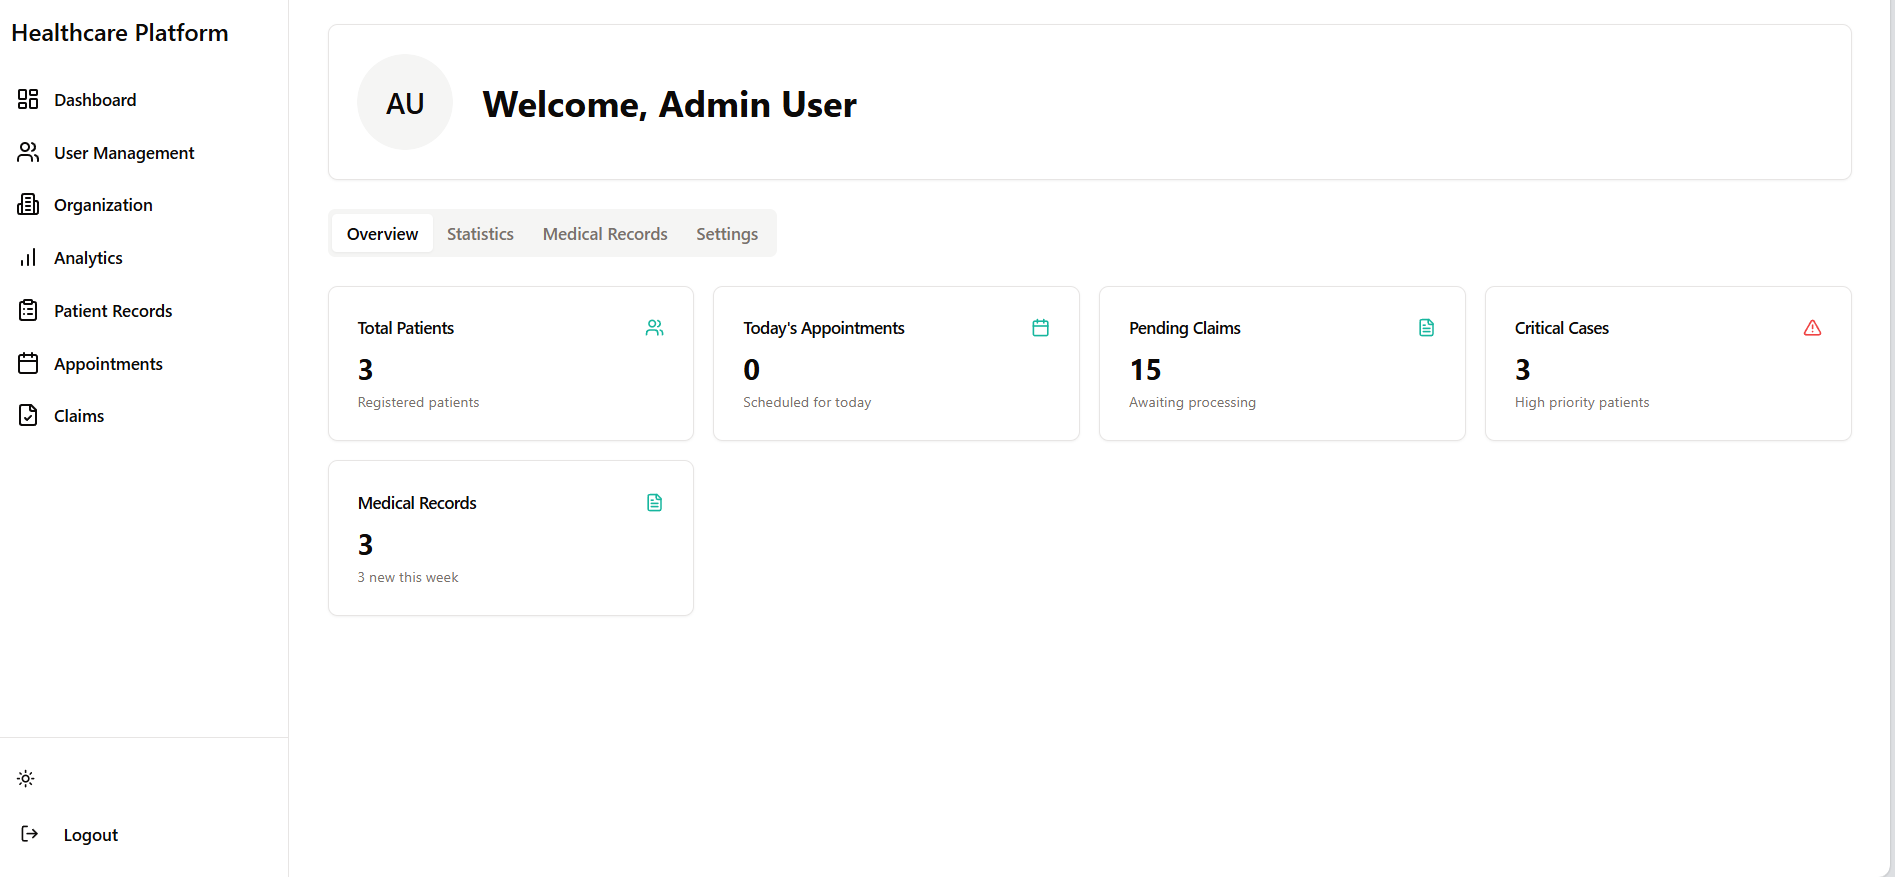 Healthcare Platform
Dashboard
User Management
Organization
Analytics
Patient Records
Appointments
Claims
Logout
AU
Welcome, Admin User
Overview Statistics Medical Records Settings
Total Patients
3
Registered patients
Today's Appointments
0
Scheduled for today
Pending Claims
15
Awaiting processing
Critical Cases
3
High priority patients
Medical Records
3
3 new this week